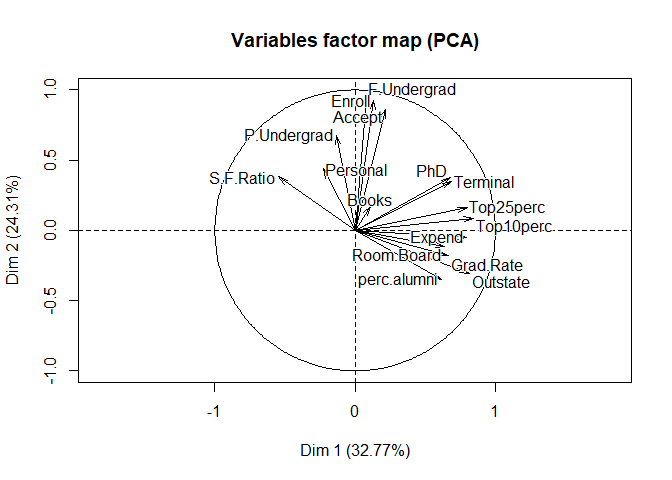 Variables factor map (PCA)
F.Undergrad
Enroll
Accept
P.Undergrad
Personal
PhD
S.F.Ratio
Terminal
Books
Top25perc
Top10perc
Expend
Room.Board
Grad.Rate
perc.alumni
Outstate
1.0
0.5
0.0
-0.5
-1.0
Dim 2 (24.31%)
-1 0 1
Dim 1 (32.77%)